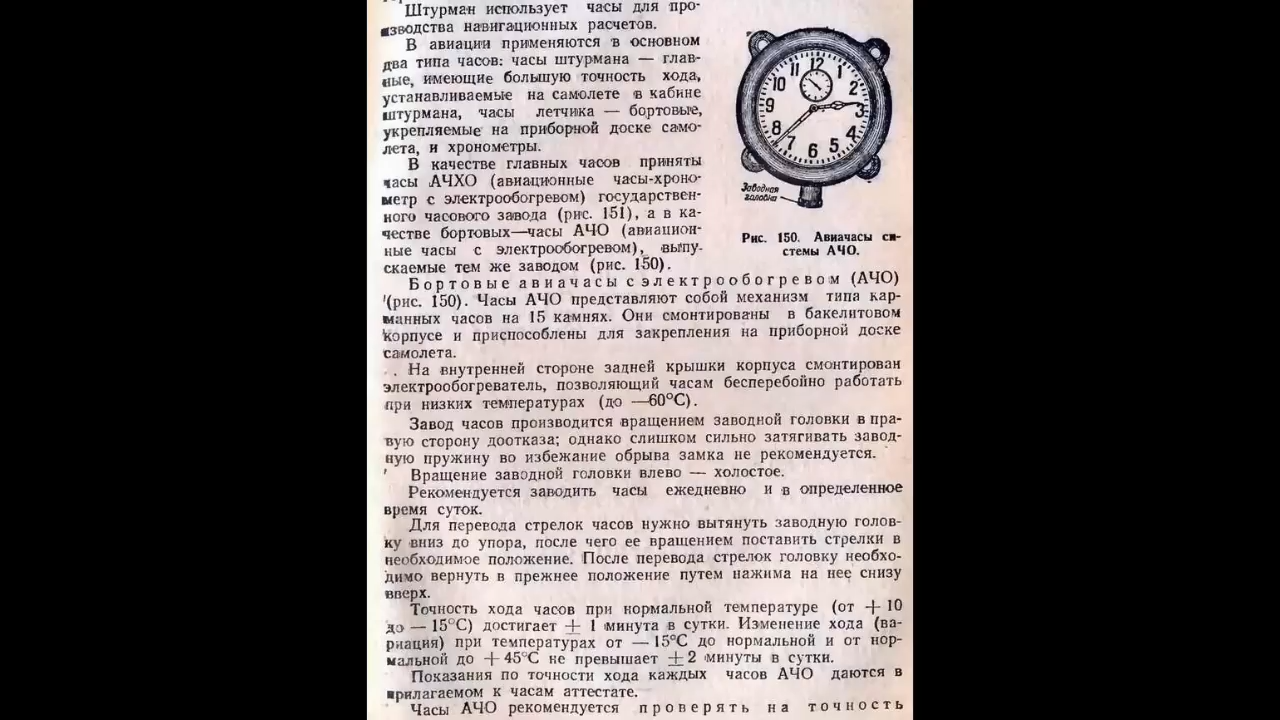 Штурман использует часы для про-
изводства навигационных расчетов.
В авиации применяются в основном
два типа часов: часы штурмана — глав-
ные, имеющие большую точность хода,
устанавливаемые на самолете в кабине
штурмана, часы летчика — бортовые,
укрепляемые на приборной доске само-
лета, и хронометры.
В качестве главных часов приняты
часы АЧХО (авиационные часы-хроно-
метр с электрообогревом) государствен-
ного часового завода (рис. 151), а в ка-
честве бортовых—часы АЧО (авиацион-
ные часы с электрообогревом), выпу-
скаемые тем же заводом (рис. 150).
12
1
2
3
4
5
6
7
8
9
10
11
Заводная
головка
Рис. 150. Авиачасы си-
стемы АЧО.
Бортовые авиачасы с электрообогревом (АЧО)
(рис. 150). Часы АЧО представляют собой механизм типа кар-
манных часов на 15 камнях. Они смонтированы в бакелитовом
корпусе и приспособлены для закрепления на приборной доске
самолета.
На внутренней стороне задней крышки корпуса смонтирован
электрообогреватель, позволяющий часам бесперебойно работать
при низких температурах (до —60°С).
Завод часов производится вращением заводной головки в пра-
вую сторону доотказа; однако слишком сильно затягивать завод-
ную пружину во избежание обрыва замка не рекомендуется.
Вращение заводной головки влево — холостое.
Рекомендуется заводить часы ежедневно и в определенное
время суток.
Для перевода стрелок часов нужно вытянуть заводную голов-
ку вниз до упора, после чего ее вращением поставить стрелки в
необходимое положение. После перевода стрелок головку необхо-
димо вернуть в прежнее положение путем нажима на нее снизу
вверх.
Точность хода часов при нормальной температуре (от + 10
до — 15°С) достигает ± 1 минута в сутки. Изменение хода (ва-
риация) при температурах от — 15°С до нормальной и от нор-
мальной до + 45°С не превышает ± 2 минуты в сутки.
Показания по точности хода каждых часов АЧО даются в
прилагаемом к часам аттестате.
Часы АЧО рекомендуется проверять на точность